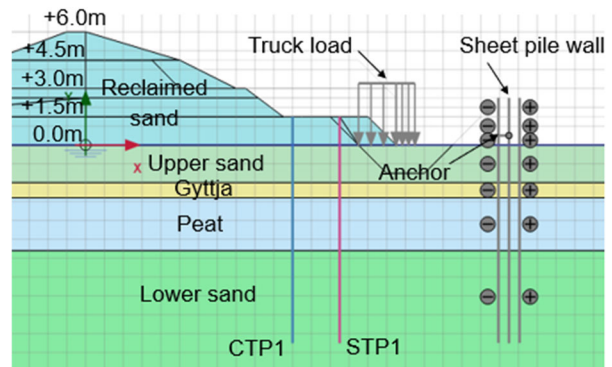 +6.0m
+4.5m
+3.0m
+1.5m
0.0m
Y
x
Reclaimed
sand
Truck load
Sheet pile wall
Anchor
Upper sand
Gyttja
Peat
Lower sand
CTP1
STP1